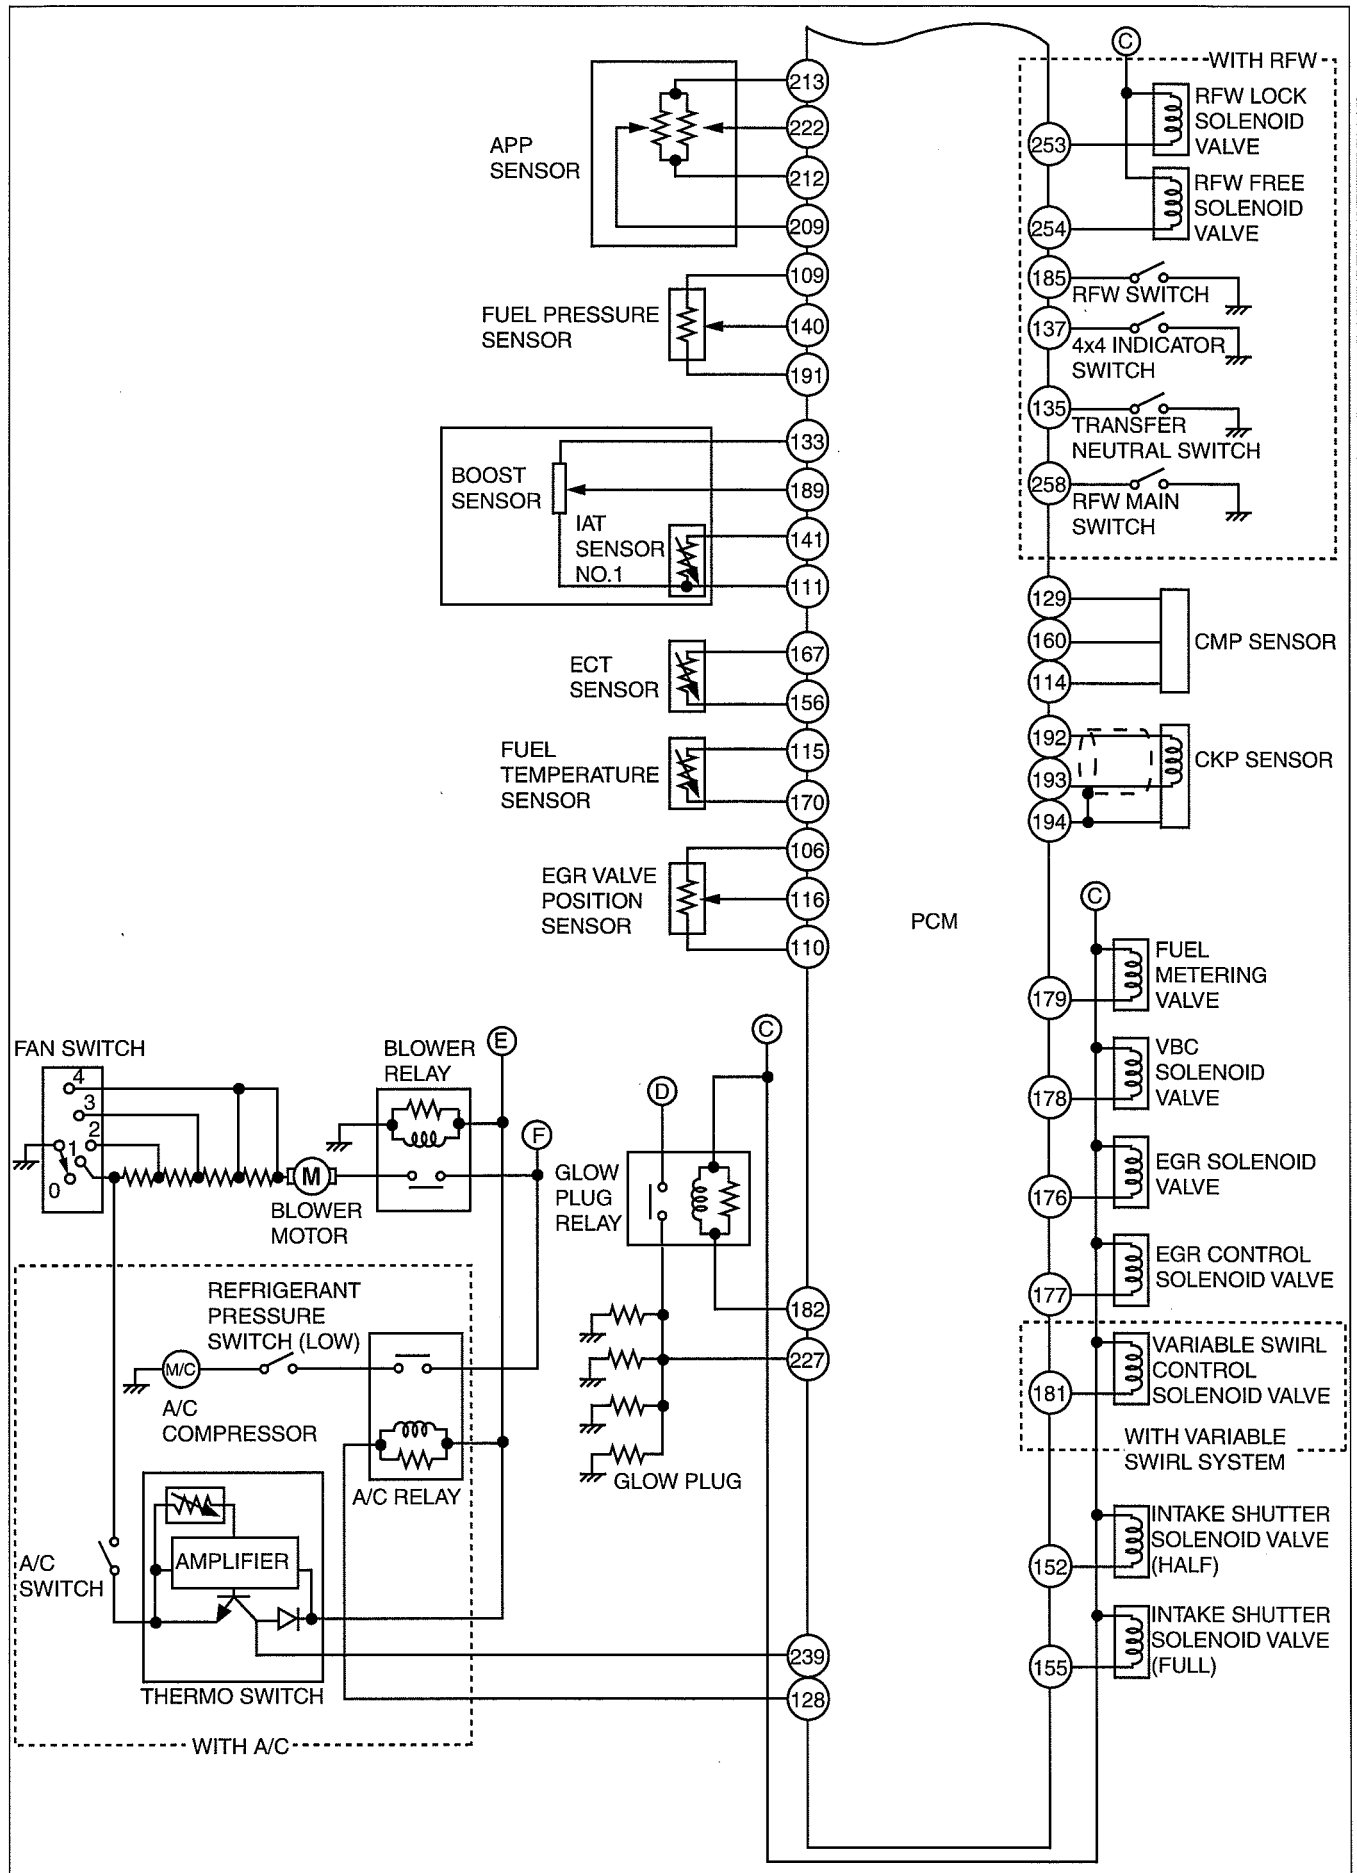 C
WITH RFW
213
222
212
209
APP
SENSOR
253
RFW LOCK
SOLENOID
VALVE
254
RFW FREE
SOLENOID
VALVE
109
140
191
FUEL PRESSURE
SENSOR
185
RFW SWITCH
137
4x4 INDICATOR
SWITCH
135
TRANSFER
NEUTRAL SWITCH
258
RFW MAIN
SWITCH
133
189
141
111
BOOST
SENSOR
IAT
SENSOR
NO.1
167
156
ECT
SENSOR
129
160
114
CMP SENSOR
115
170
FUEL
TEMPERATURE
SENSOR
192
193
194
CKP SENSOR
106
116
110
EGR VALVE
POSITION
SENSOR
PCM
C
179
FUEL
METERING
VALVE
178
VBC
SOLENOID
VALVE
176
EGR SOLENOID
VALVE
177
EGR CONTROL
SOLENOID VALVE
181
VARIABLE SWIRL
CONTROL
SOLENOID VALVE
WITH VARIABLE
SWIRL SYSTEM
152
INTAKE SHUTTER
SOLENOID VALVE
(HALF)
155
INTAKE SHUTTER
SOLENOID VALVE
(FULL)
FAN SWITCH
4
3
2
1
0
M
BLOWER
MOTOR
BLOWER
RELAY
E
F
D
C
GLOW
PLUG
RELAY
182
227
GLOW PLUG
REFRIGERANT
PRESSURE
SWITCH (LOW)
M/C
A/C
COMPRESSOR
A/C RELAY
A/C
SWITCH
AMPLIFIER
THERMO SWITCH
239
128
WITH A/C